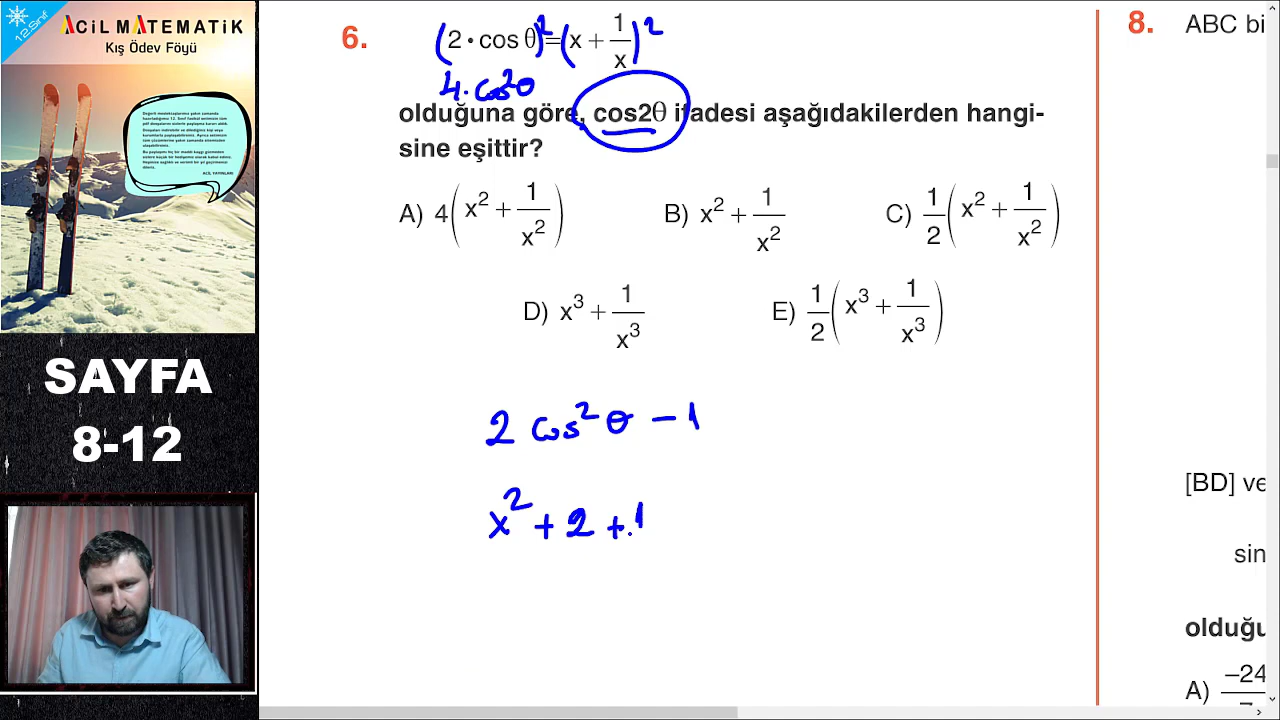 12.Sınıf
ACİL MATEMATİK
Kış Ödev Föyü
ACİL YAYINLARI
SAYFA
8-12
6. (2 • cos θ)² = (x + 1/x)²
4.cos²θ
olduğuna göre, cos2θ ifadesi aşağıdakilerden hangi-
sine eşittir?
A) 4(x² + 1/x²) B) x² + 1/x² C) 1/2(x² + 1/x²)
D) x³ + 1/x³ E) 1/2(x³ + 1/x³)
2 cos²θ - 1
x² + 2 + 1
8. ABC bi
[BD] ve
sin
olduğu
A) –24